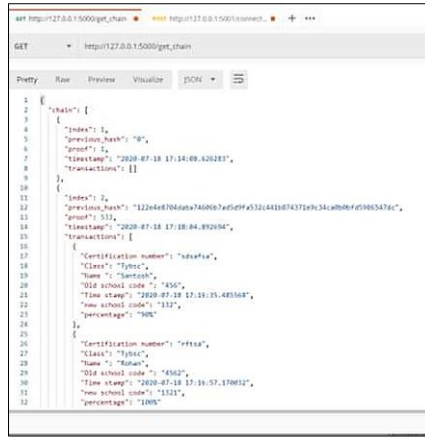 GET http://127.0.0.1:5000/get_chain
http://127.0.0.1:5001/connect...
+ •••
GET http://127.0.0.1:5000/get_chain
Pretty Raw Preview Visualize JSON
1 {
2 "chain": [
3 {
4 "index": 1,
5 "previous_hash": "0",
6 "proof": 1,
7 "timestamp": "2020-07-18 17:14:08.626283",
8 "transactions": []
9 },
10 {
11 "index": 2,
12 "previous_hash":
13 "proof": 533,
14 "timestamp": "2020-07-18 17:18:04.892694",
15 "transactions": [
16 {
17 "Certification number": "sdsafsa",
18 "Class": "Tybsc",
19 "Name ": "Santosh",
20 "Old school code ": "456",
21 "Time stamp": "2020-07-18 17:16:35.485568",
22 "new school code": "132",
23 "percentage": "90%"
24 },
25 {
26 "Certification number": "rftsa",
27 "Class": "Tybsc",
28 "Name ": "Rohan",
29 "Old school code ": "4562",
30 "Time stamp": "2020-07-18 17:16:57.170032",
31 "new school code": "1321",
32 "percentage": "100%"